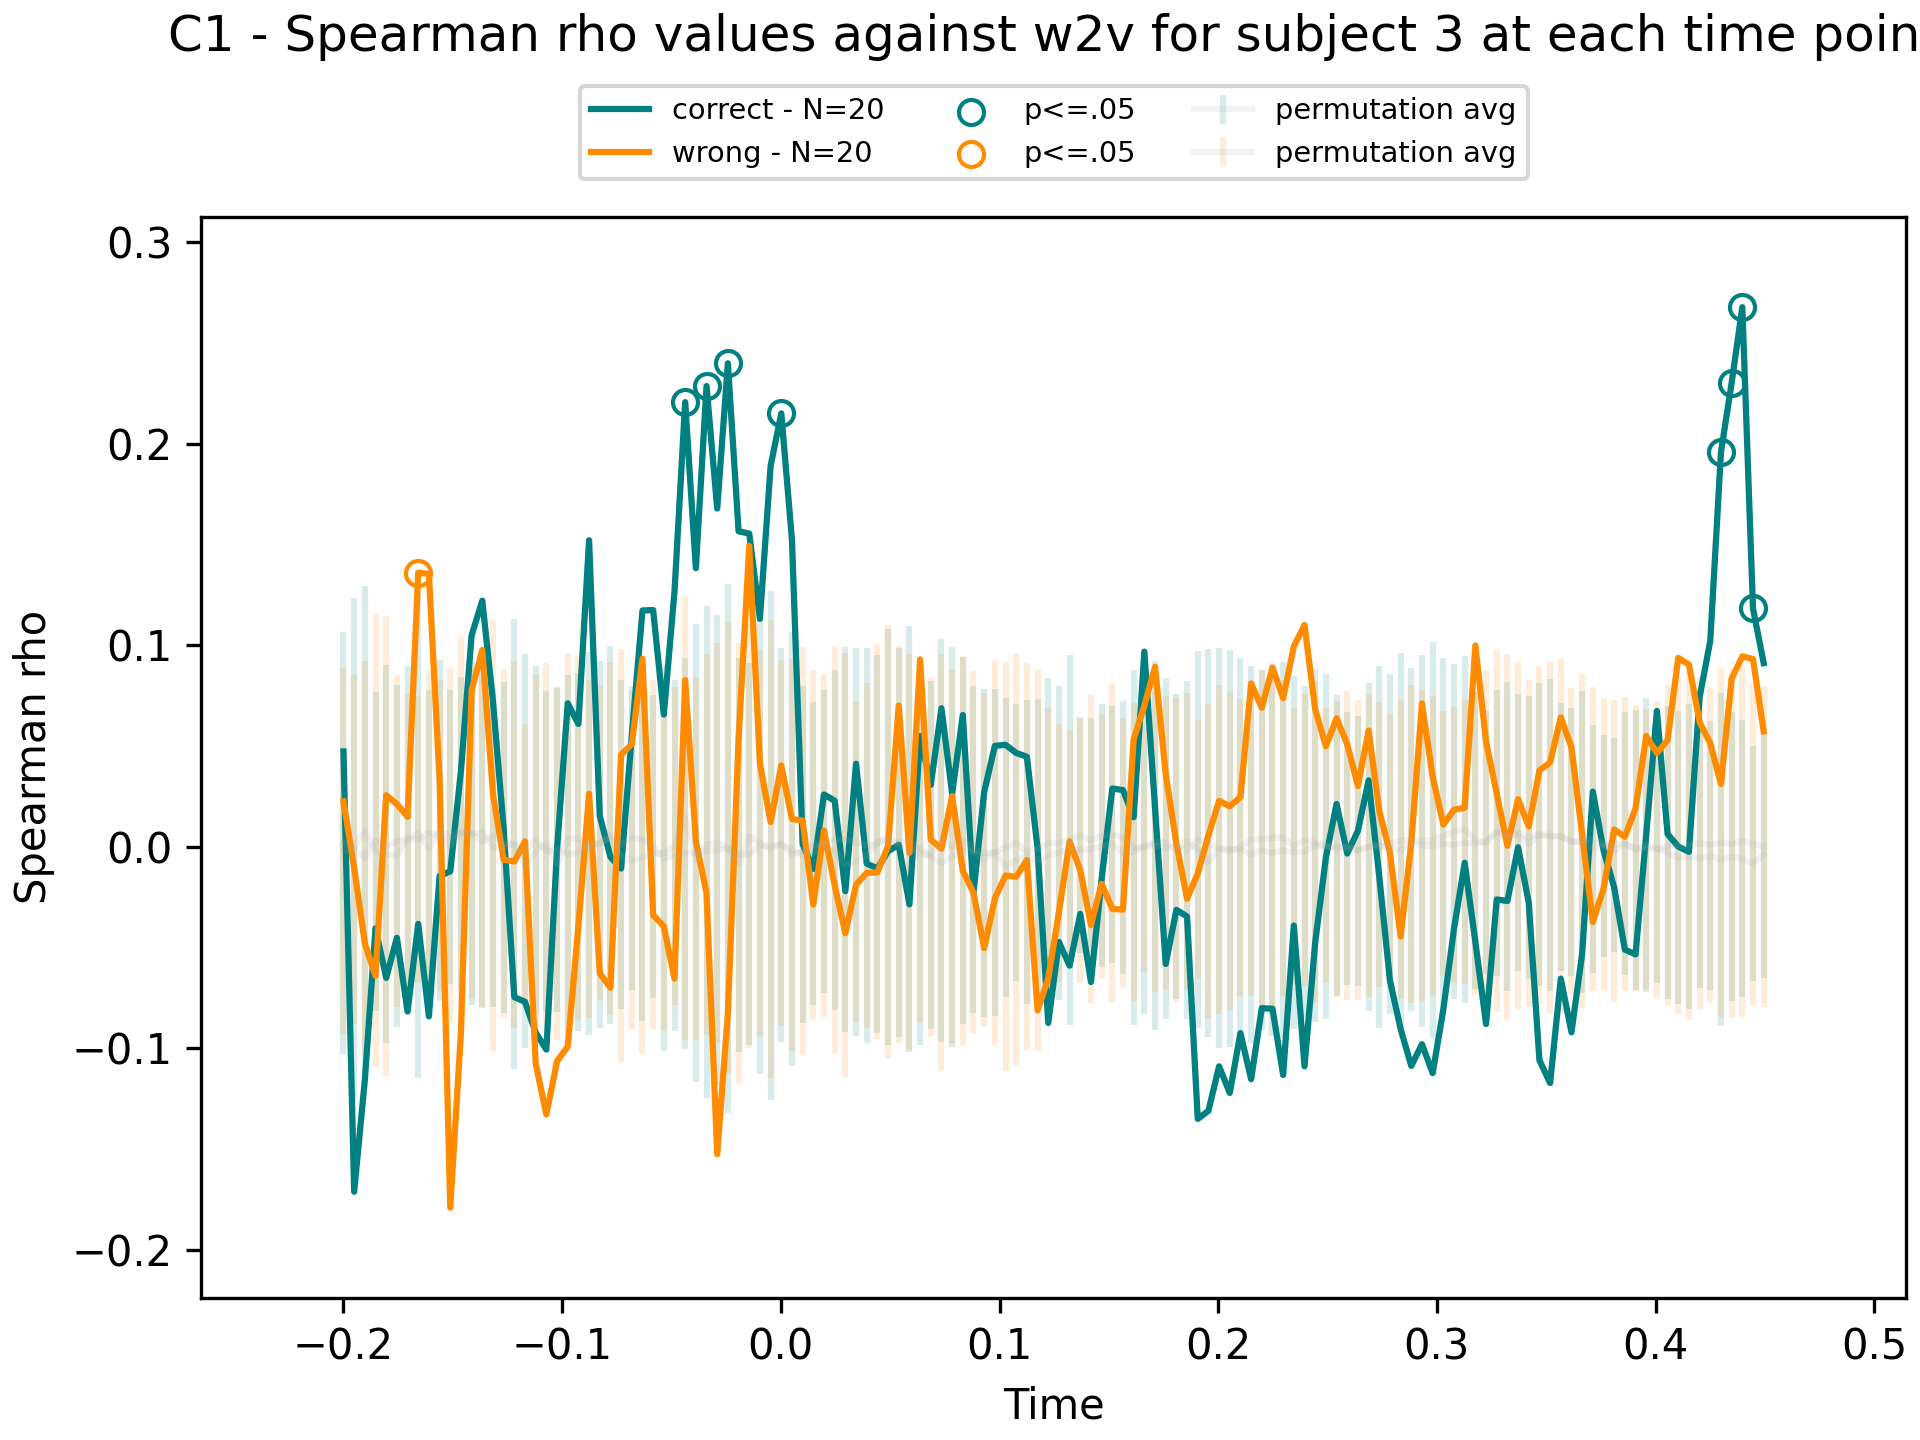 C1 - Spearman rho values against w2v for subject 3 at each time poin
correct - N=20 p<=.05 permutation avg
wrong - N=20 p<=.05 permutation avg
0.3
0.2
0.1
0.0
−0.1
−0.2
Spearman rho
−0.2 −0.1 0.0 0.1 0.2 0.3 0.4 0.5
Time